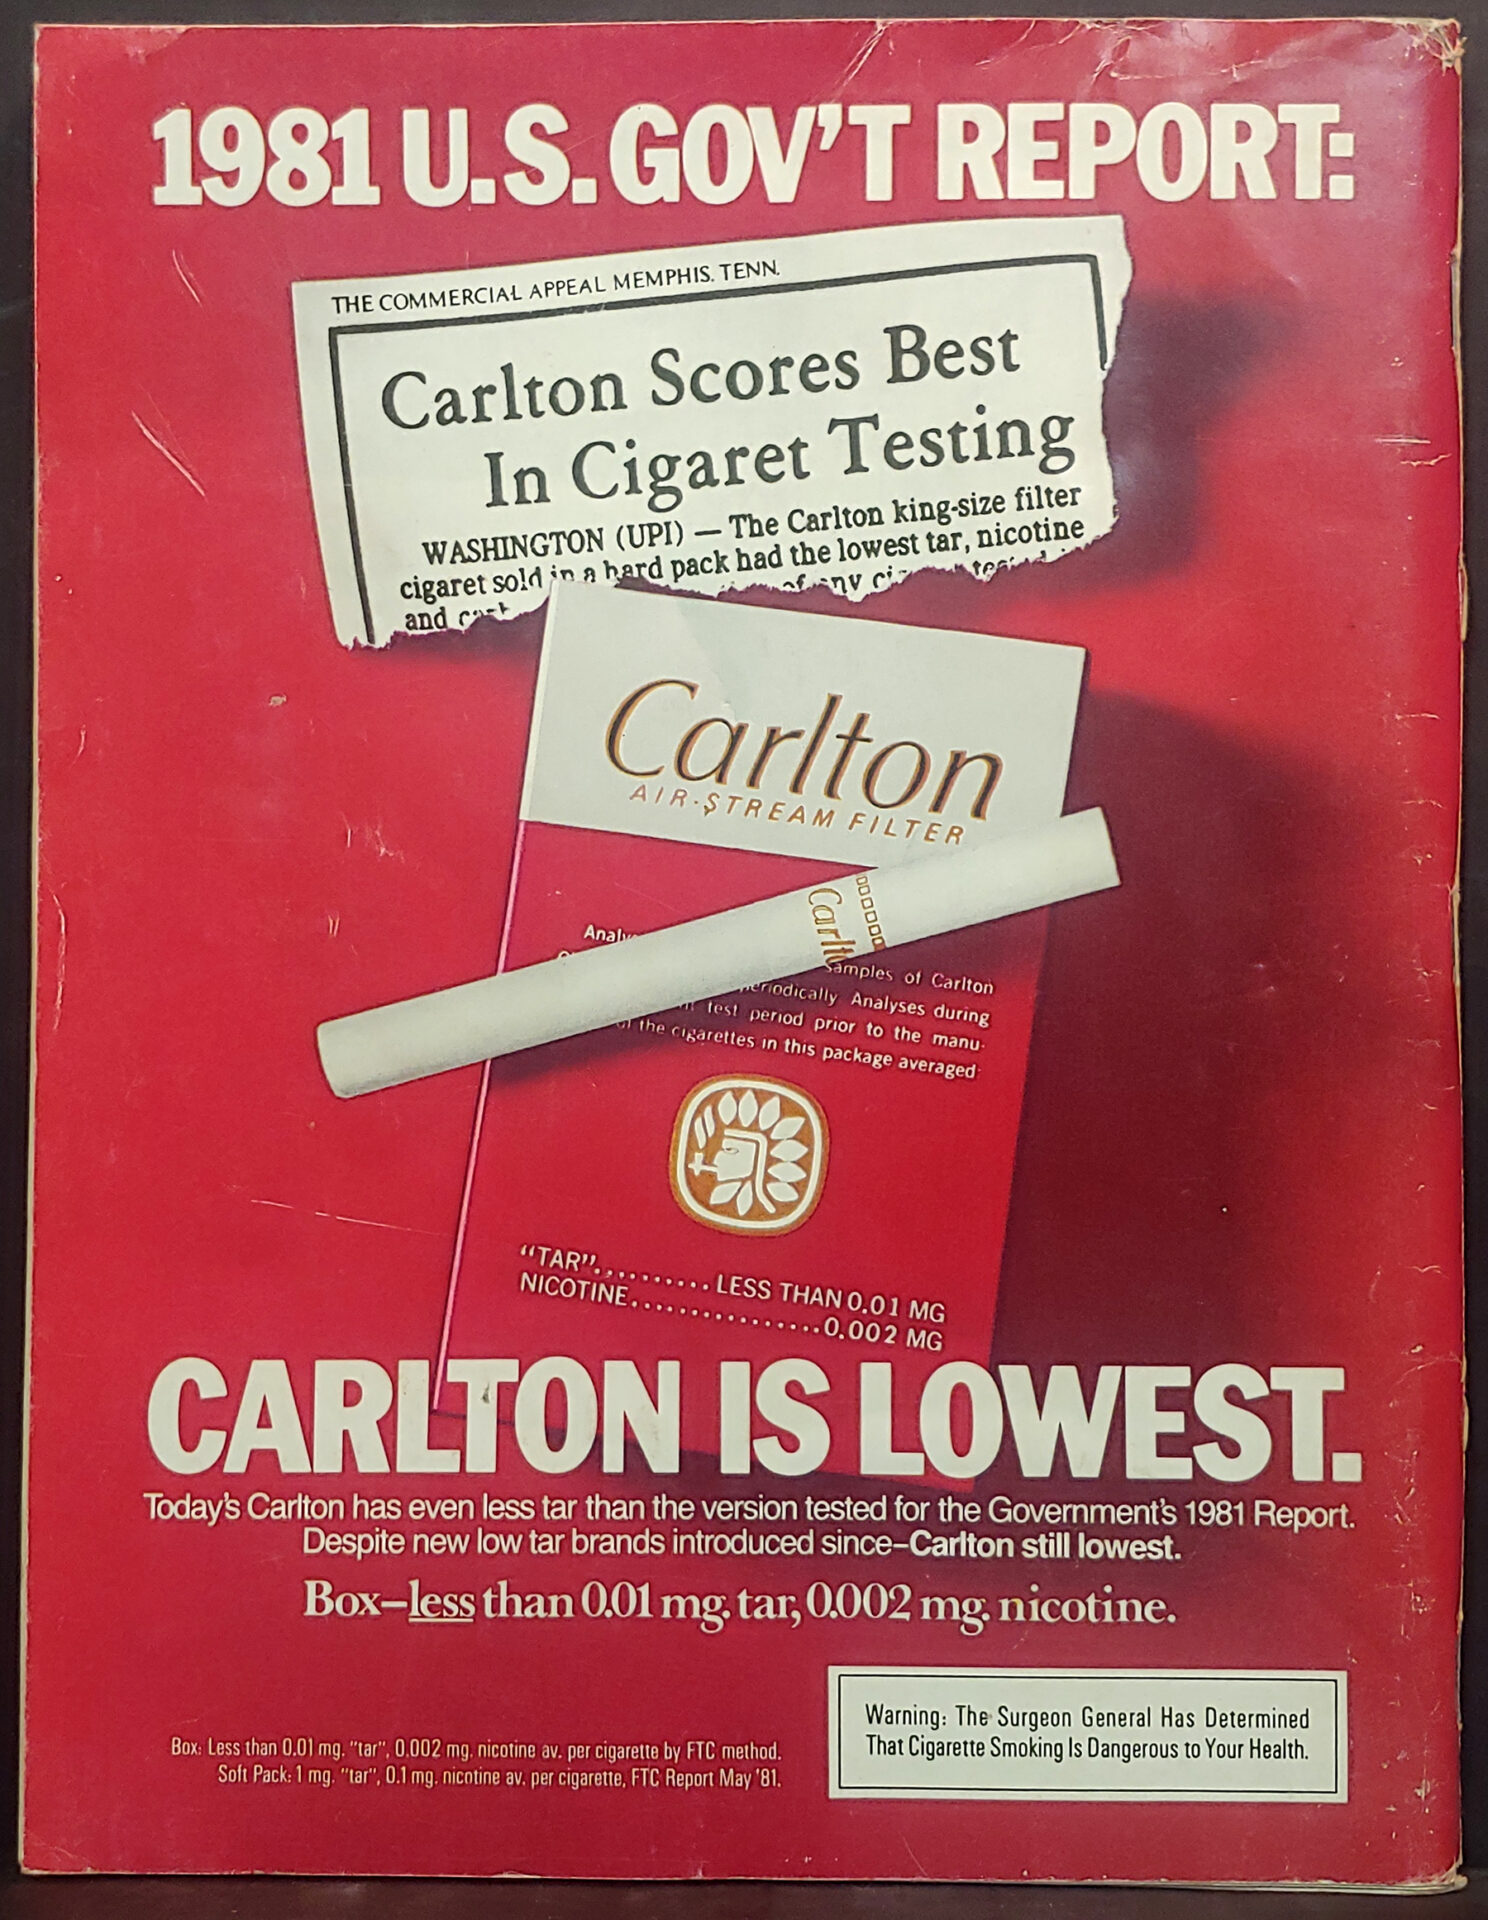 1981 U.S. GOV'T REPORT:
THE COMMERCIAL APPEAL MEMPHIS. TENN.
Carlton Scores Best
In Cigaret Testing
WASHINGTON (UPI) — The Carlton king-size filter
cigaret sold in a hard pack had the lowest tar, nicotine
and of any
Carlton
AIR-STREAM FILTER
Carlt
samples of Carlton
periodically Analyses during
test period prior to the manu-
of the cigarettes in this package averaged-
"TAR".......... LESS THAN 0.01 MG
NICOTINE.................0.002 MG
CARLTON IS LOWEST.
Today's Carlton has even less tar than the version tested for the Government's 1981 Report.
Despite new low tar brands introduced since–Carlton still lowest.
Box–less than 0.01 mg. tar, 0.002 mg. nicotine.
Box: Less than 0.01 mg. "tar", 0.002 mg. nicotine av. per cigarette by FTC method.
Soft Pack: 1 mg. "tar", 0.1 mg. nicotine av. per cigarette, FTC Report May '81.
Warning: The Surgeon General Has Determined
That Cigarette Smoking Is Dangerous to Your Health.